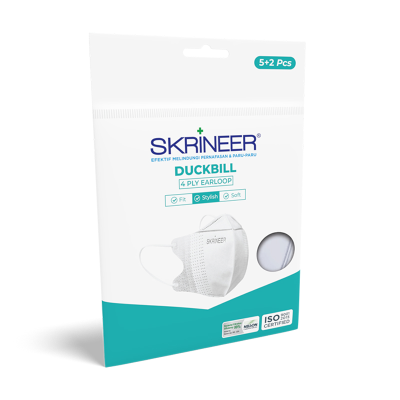 5+2 Pcs
SKRINEER®
EFEKTIF MELINDUNGI PERNAFASAN & PARU-PARU
DUCKBILL
4 PLY EARLOOP
Fit Stylish Soft
SKRINEER
ISO
CERTIFIED